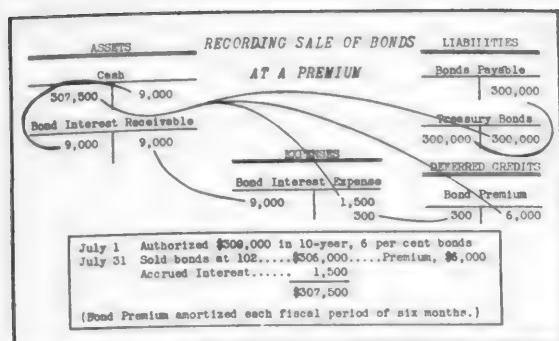 ASSETS
RECORDING SALE OF BONDS
LIABILITIES
Cash
AT A PREMIUM
Bonds Payable
307,500
9,000
300,000
Bond Interest Receivable
Treasury Bonds
9,000
9,000
300,000
300,000
EXPENSES
DEFERRED CREDITS
Bond Interest Expense
Bond Premium
9,000
1,500
300
300
6,000
July 1 Authorized $300,000 in 10-year, 6 per cent bonds
July 31 Sold bonds at 102.....$306,000.....Premium, $6,000
Accrued Interest...... 1,500
$307,500
(Bond Premium amortized each fiscal period of six months.)